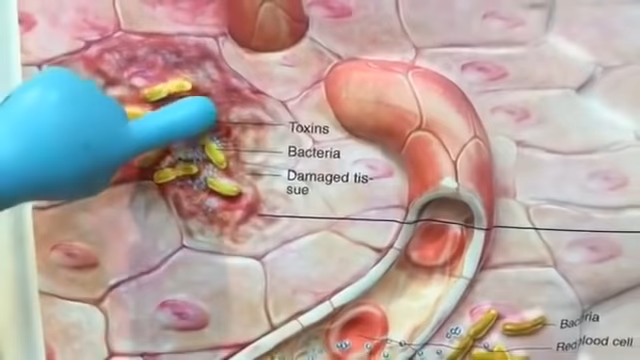 Toxins
Bacteria
Damaged tis-
sue
Bacteria
Red blood cell